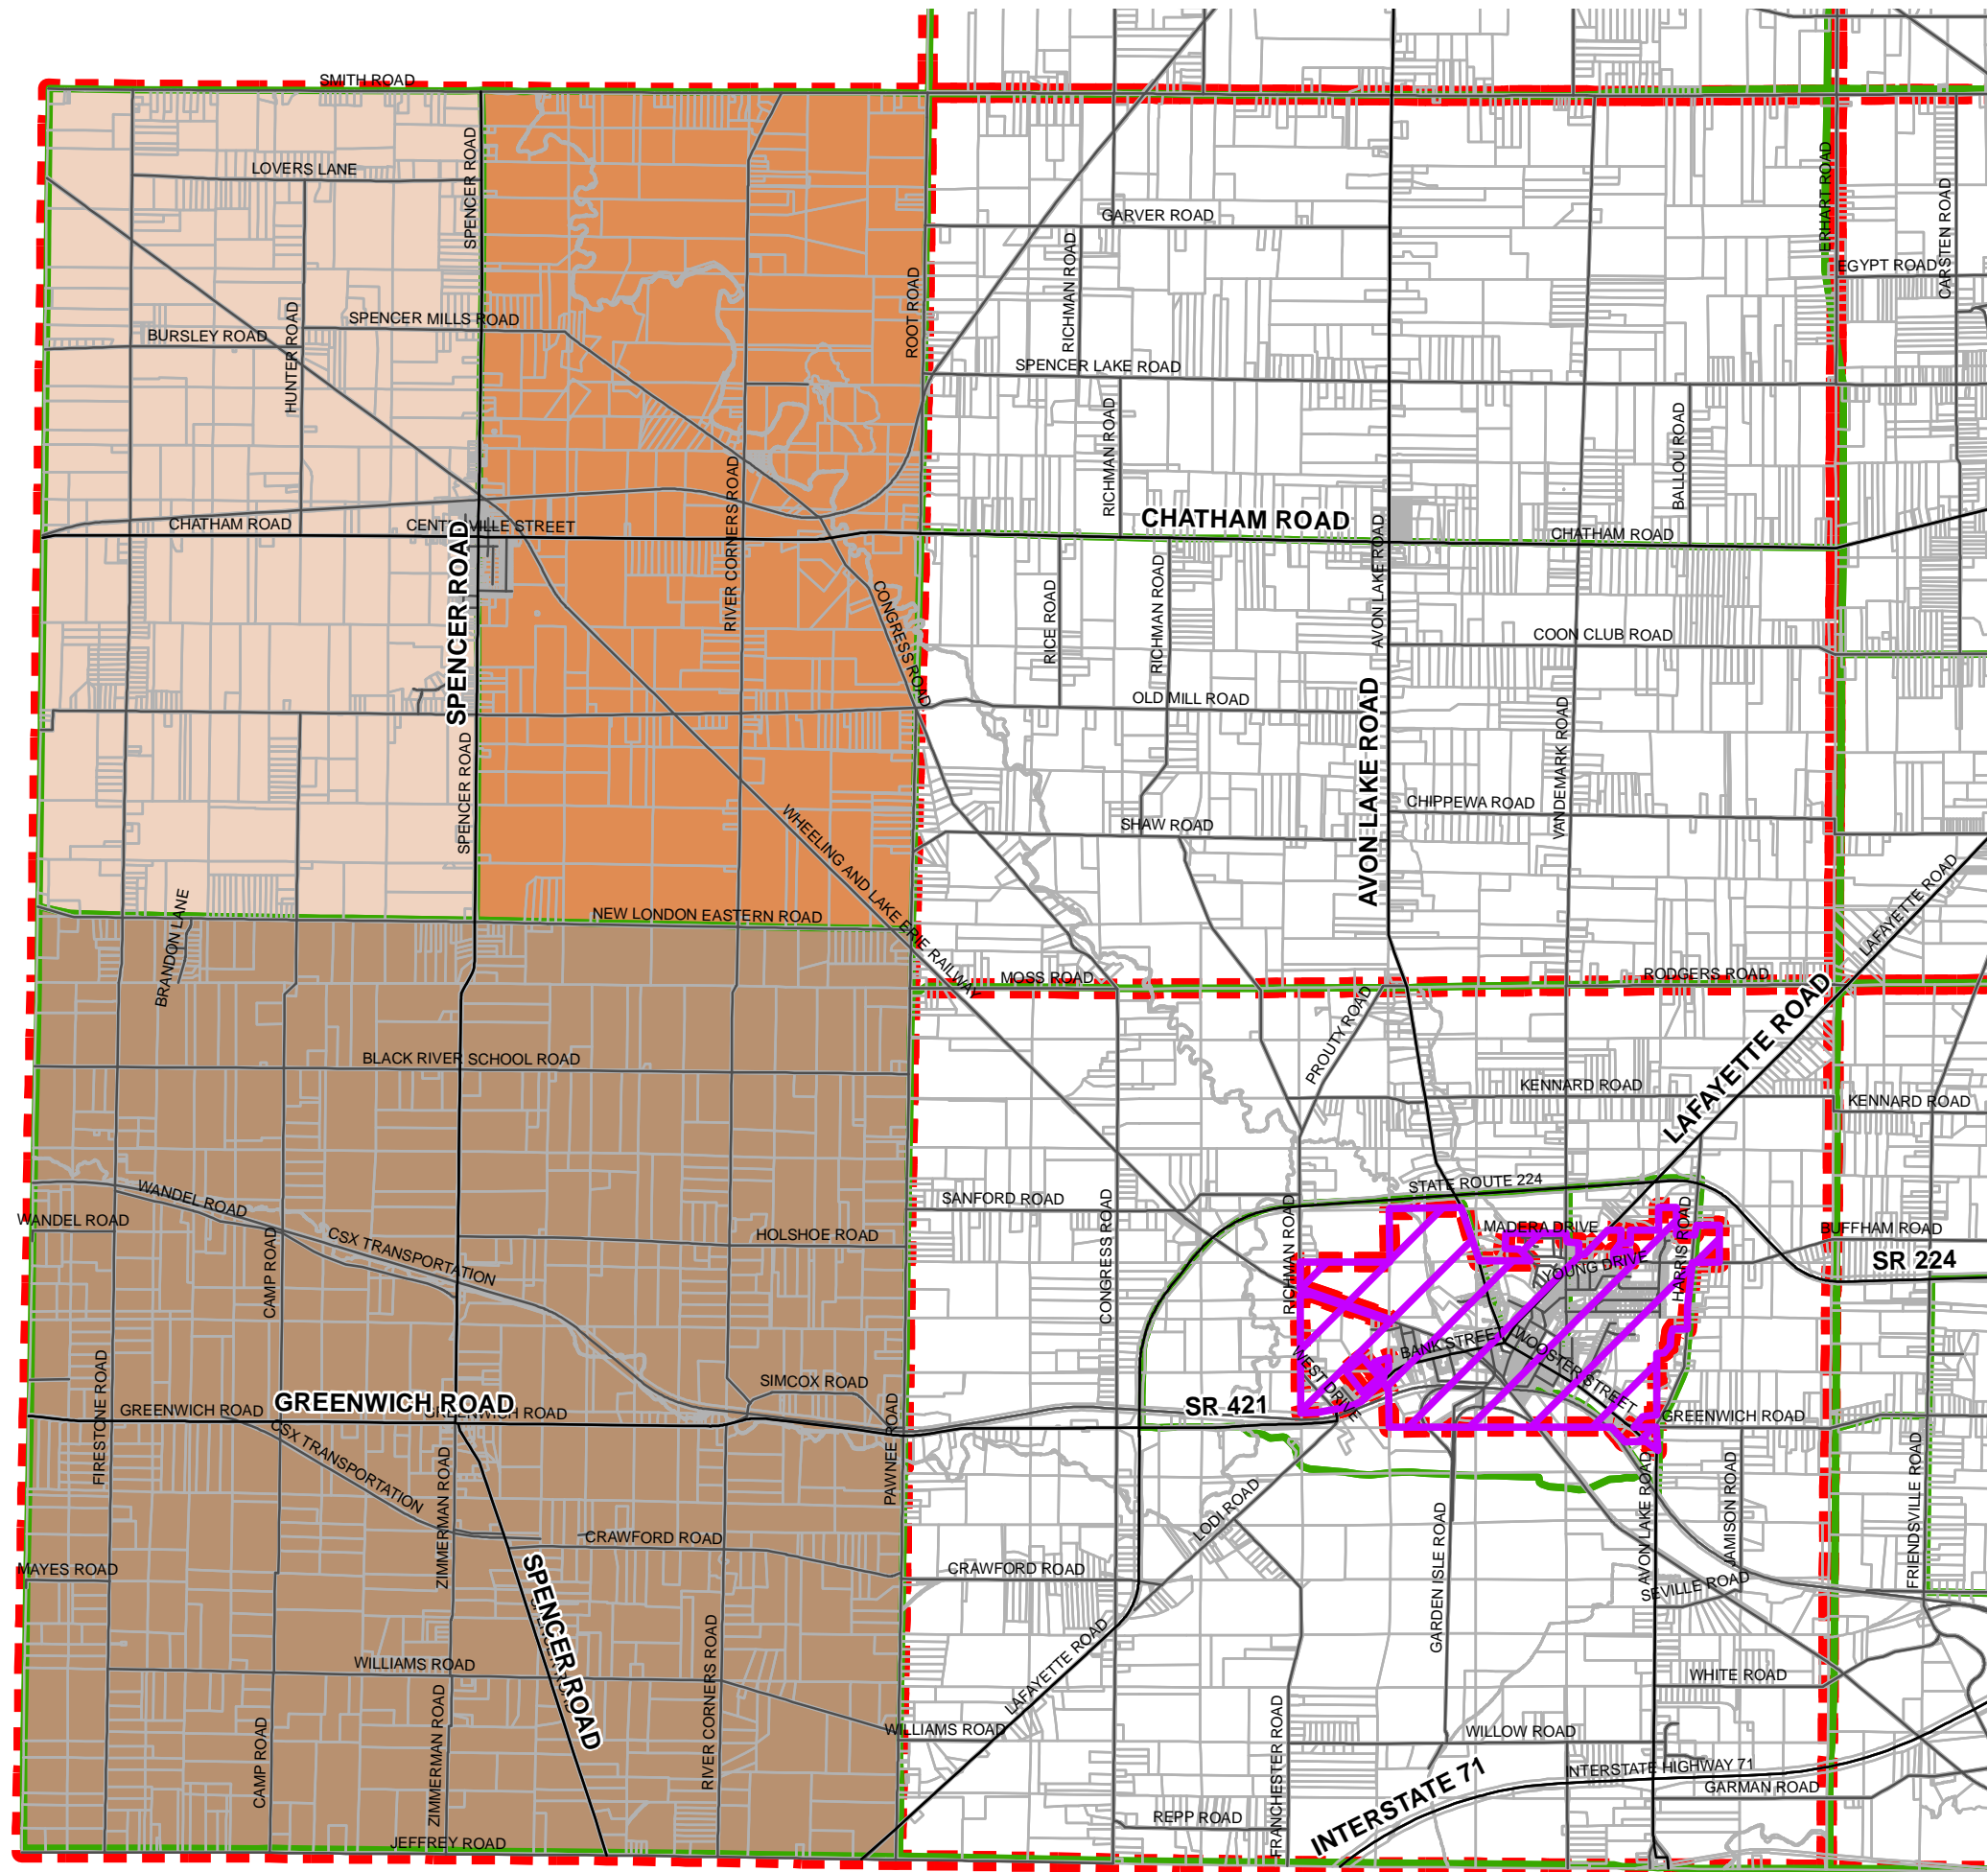 SMITH ROAD
LOVERS LANE
SPENCER ROAD
ERHART ROAD
CARSTEN ROAD
GARVER ROAD
RICHMAN ROAD
EGYPT ROAD
ROOT ROAD
HUNTER ROAD
SPENCER MILLS ROAD
BURSLEY ROAD
SPENCER LAKE ROAD
RICHMAN ROAD
BALLOU ROAD
RIVER CORNERS ROAD
CHATHAM ROAD
CHATHAM ROAD
CHATHAM ROAD
SPENCER ROAD
AVON LAKE ROAD
RICE ROAD
RICHMAN ROAD
CONGRESS ROAD
COON CLUB ROAD
OLD MILL ROAD
AVON LAKE ROAD
VANDEMARK ROAD
SPENCER ROAD
CHIPPEWA ROAD
SHAW ROAD
WHEELING AND LAKE ERIE RAILWAY
LAFAYETTE ROAD
NEW LONDON EASTERN ROAD
BRANDON LANE
MOSS ROAD
RODGERS ROAD
LAFAYETTE ROAD
PROUTY ROAD
BLACK RIVER SCHOOL ROAD
KENNARD ROAD
KENNARD ROAD
STATE ROUTE 224
WANDEL ROAD
SANFORD ROAD
WANDEL ROAD
CSX TRANSPORTATION
HOLSHOE ROAD
CONGRESS ROAD
RICHMAN ROAD
MADERA DRIVE
HARRIS ROAD
BUFFHAM ROAD
SR 224
YOUNG DRIVE
CAMP ROAD
BANK STREET
WOOSTER STREET
WEST DRIVE
SIMCOX ROAD
FIRESTONE ROAD
GREENWICH ROAD
GREENWICH ROAD
GREENWICH ROAD
SR 421
GREENWICH ROAD
PAWNEE ROAD
CSX TRANSPORTATION
ZIMMERMAN ROAD
LODI ROAD
AVON LAKE ROAD
JAMISON ROAD
FRIENDSVILLE ROAD
GARDEN ISLE ROAD
CRAWFORD ROAD
CRAWFORD ROAD
MAYES ROAD
SEVILLE ROAD
SPENCER ROAD
RIVER CORNERS ROAD
LAFAYETTE ROAD
WILLIAMS ROAD
WHITE ROAD
ZIMMERMAN ROAD
CAMP ROAD
WILLIAMS ROAD
FRANCHESTER ROAD
WILLOW ROAD
INTERSTATE HIGHWAY 71
INTERSTATE 71
GARMAN ROAD
REPP ROAD
JEFFREY ROAD